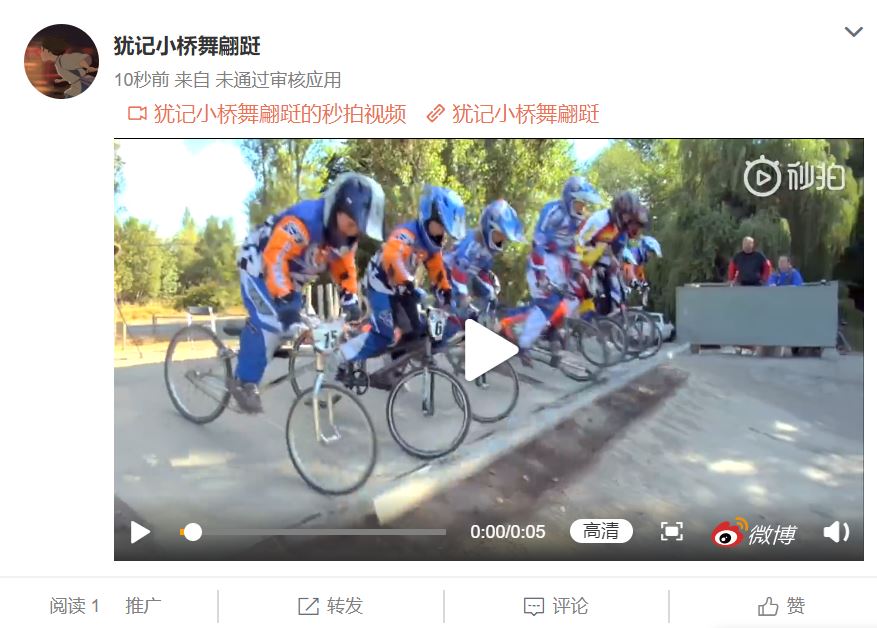 犹记小桥舞翩跹
10秒前 来自 未通过审核应用
犹记小桥舞翩跹的秒拍视频 犹记小桥舞翩跹
秒拍
15
6
0:00/0:05 高清 微博
阅读 1 推广 转发 评论 赞